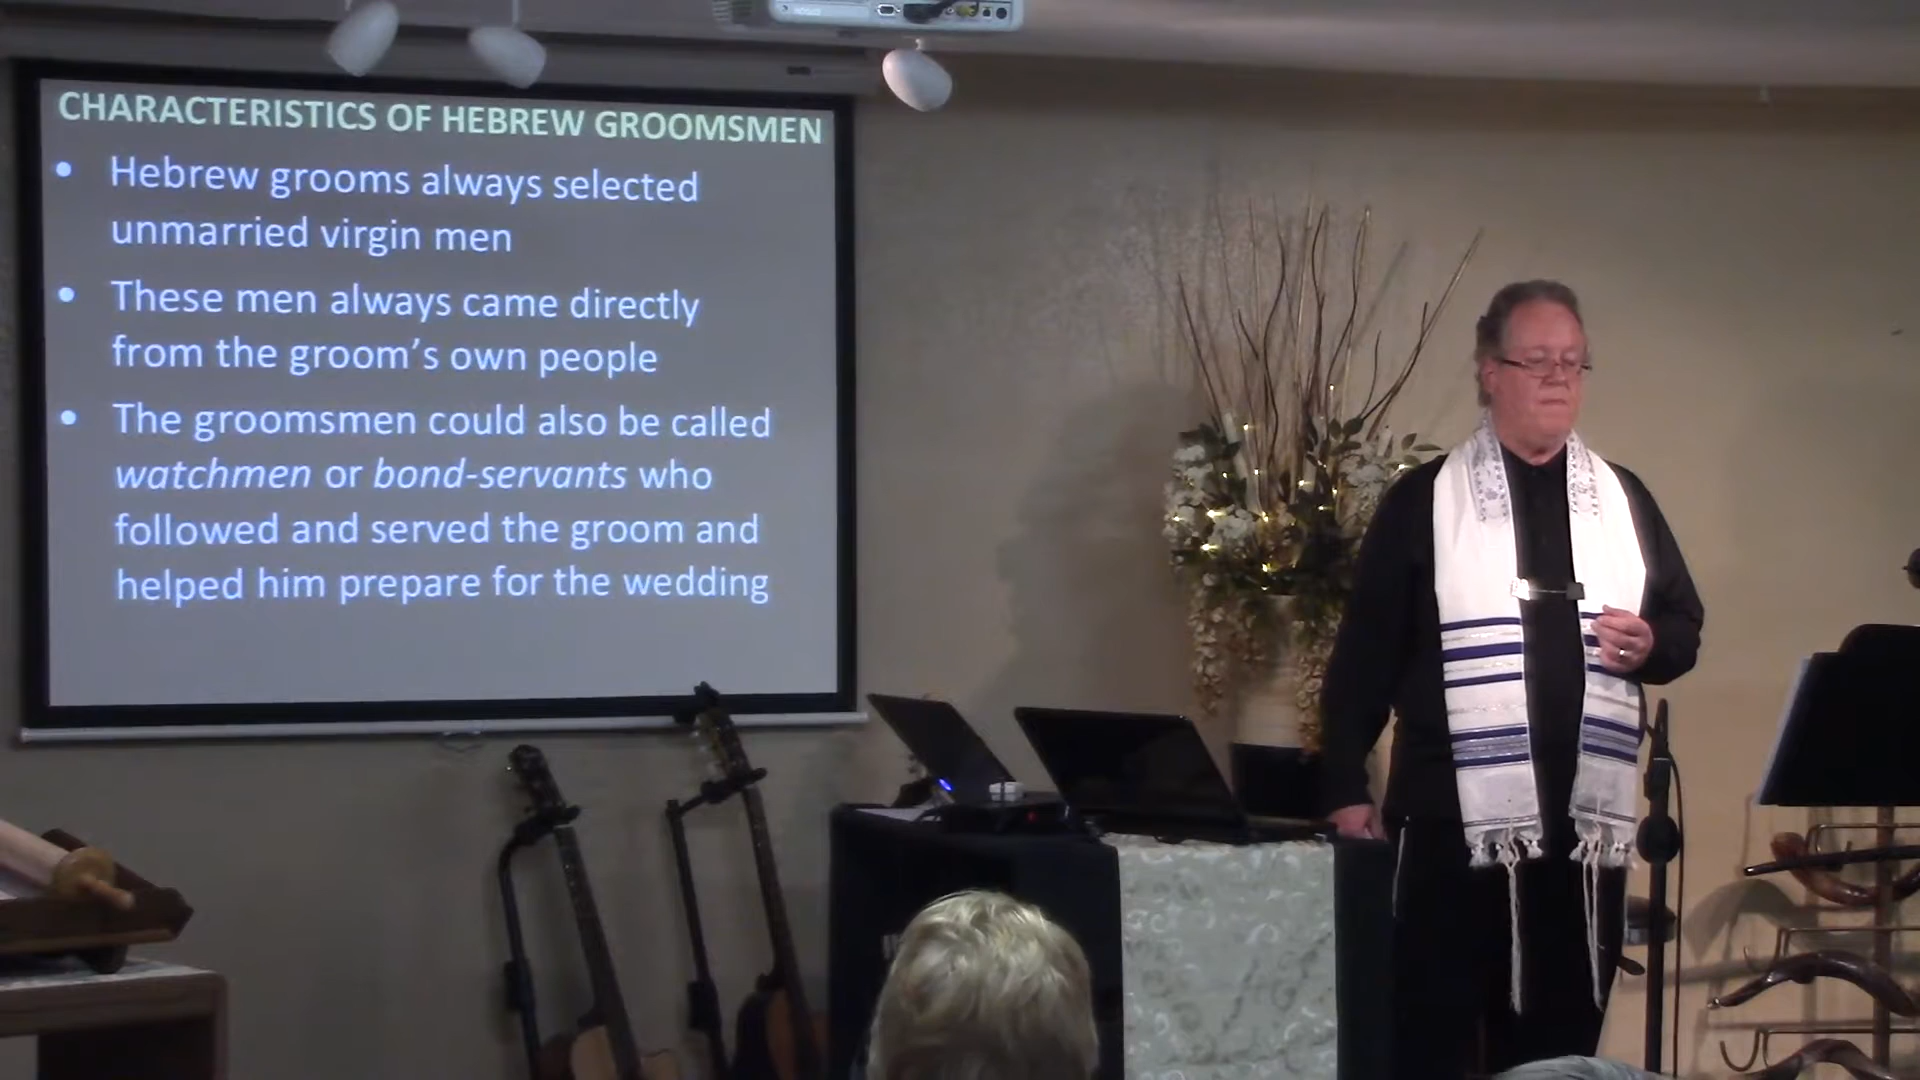 CHARACTERISTICS OF HEBREW GROOMSMEN
• Hebrew grooms always selected
unmarried virgin men
• These men always came directly
from the groom’s own people
• The groomsmen could also be called
watchmen or bond-servants who
followed and served the groom and
helped him prepare for the wedding